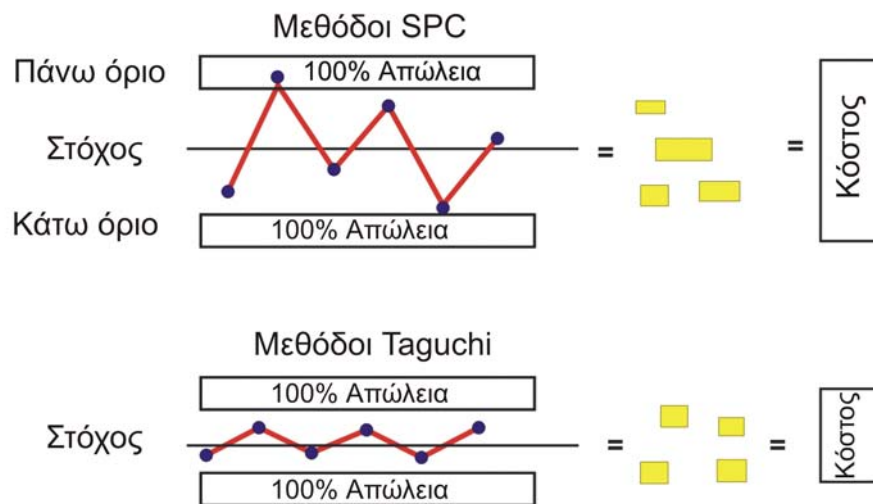 Μεθόδοι SPC
Πάνω όριο
100% Απώλεια
Στόχος
=
=
Κόστος
Κάτω όριο
100% Απώλεια
Μεθόδοι Taguchi
100% Απώλεια
Στόχος
=
=
Κόστος
100% Απώλεια